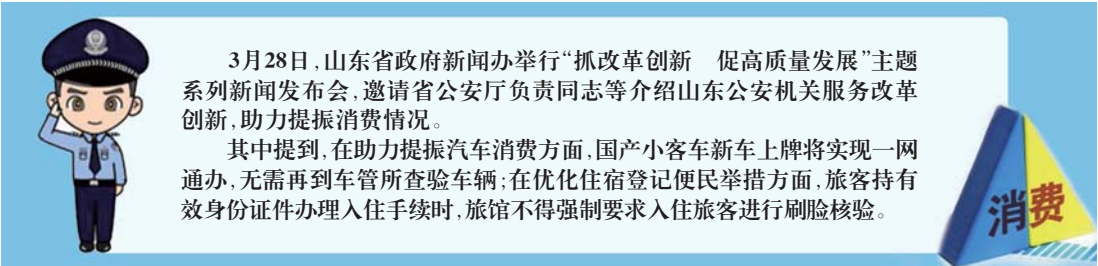 3月28日,山东省政府新闻办举行“抓改革创新　促高质量发展”主题
系列新闻发布会,邀请省公安厅负责同志等介绍山东公安机关服务改革
创新,助力提振消费情况。
其中提到,在助力提振汽车消费方面,国产小客车新车上牌将实现一网
通办,无需再到车管所查验车辆;在优化住宿登记便民举措方面,旅客持有
效身份证件办理入住手续时,旅馆不得强制要求入住旅客进行刷脸核验。
消费